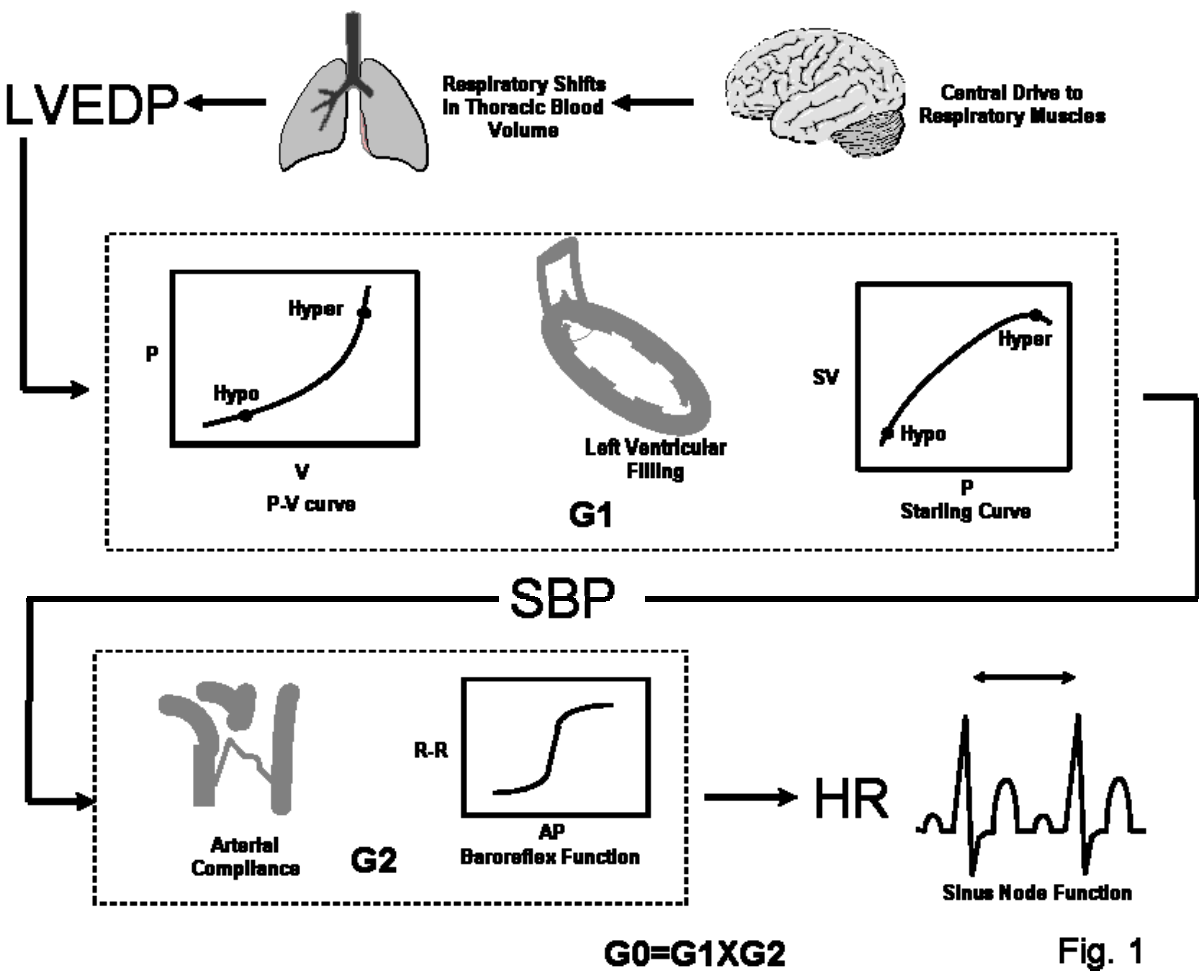 LVEDP
Respiratory Shifts
in Thoracic Blood
Volume
Central Drive to
Respiratory Muscles
P
Hyper
Hypo
V
P-V curve
Left Ventricular
Filling
G1
SV
Hyper
Hypo
P
Starling Curve
SBP
Arterial
Compliance
G2
R-R
AP
Baroreflex Function
HR
Sinus Node Function
G0=G1XG2
Fig. 1